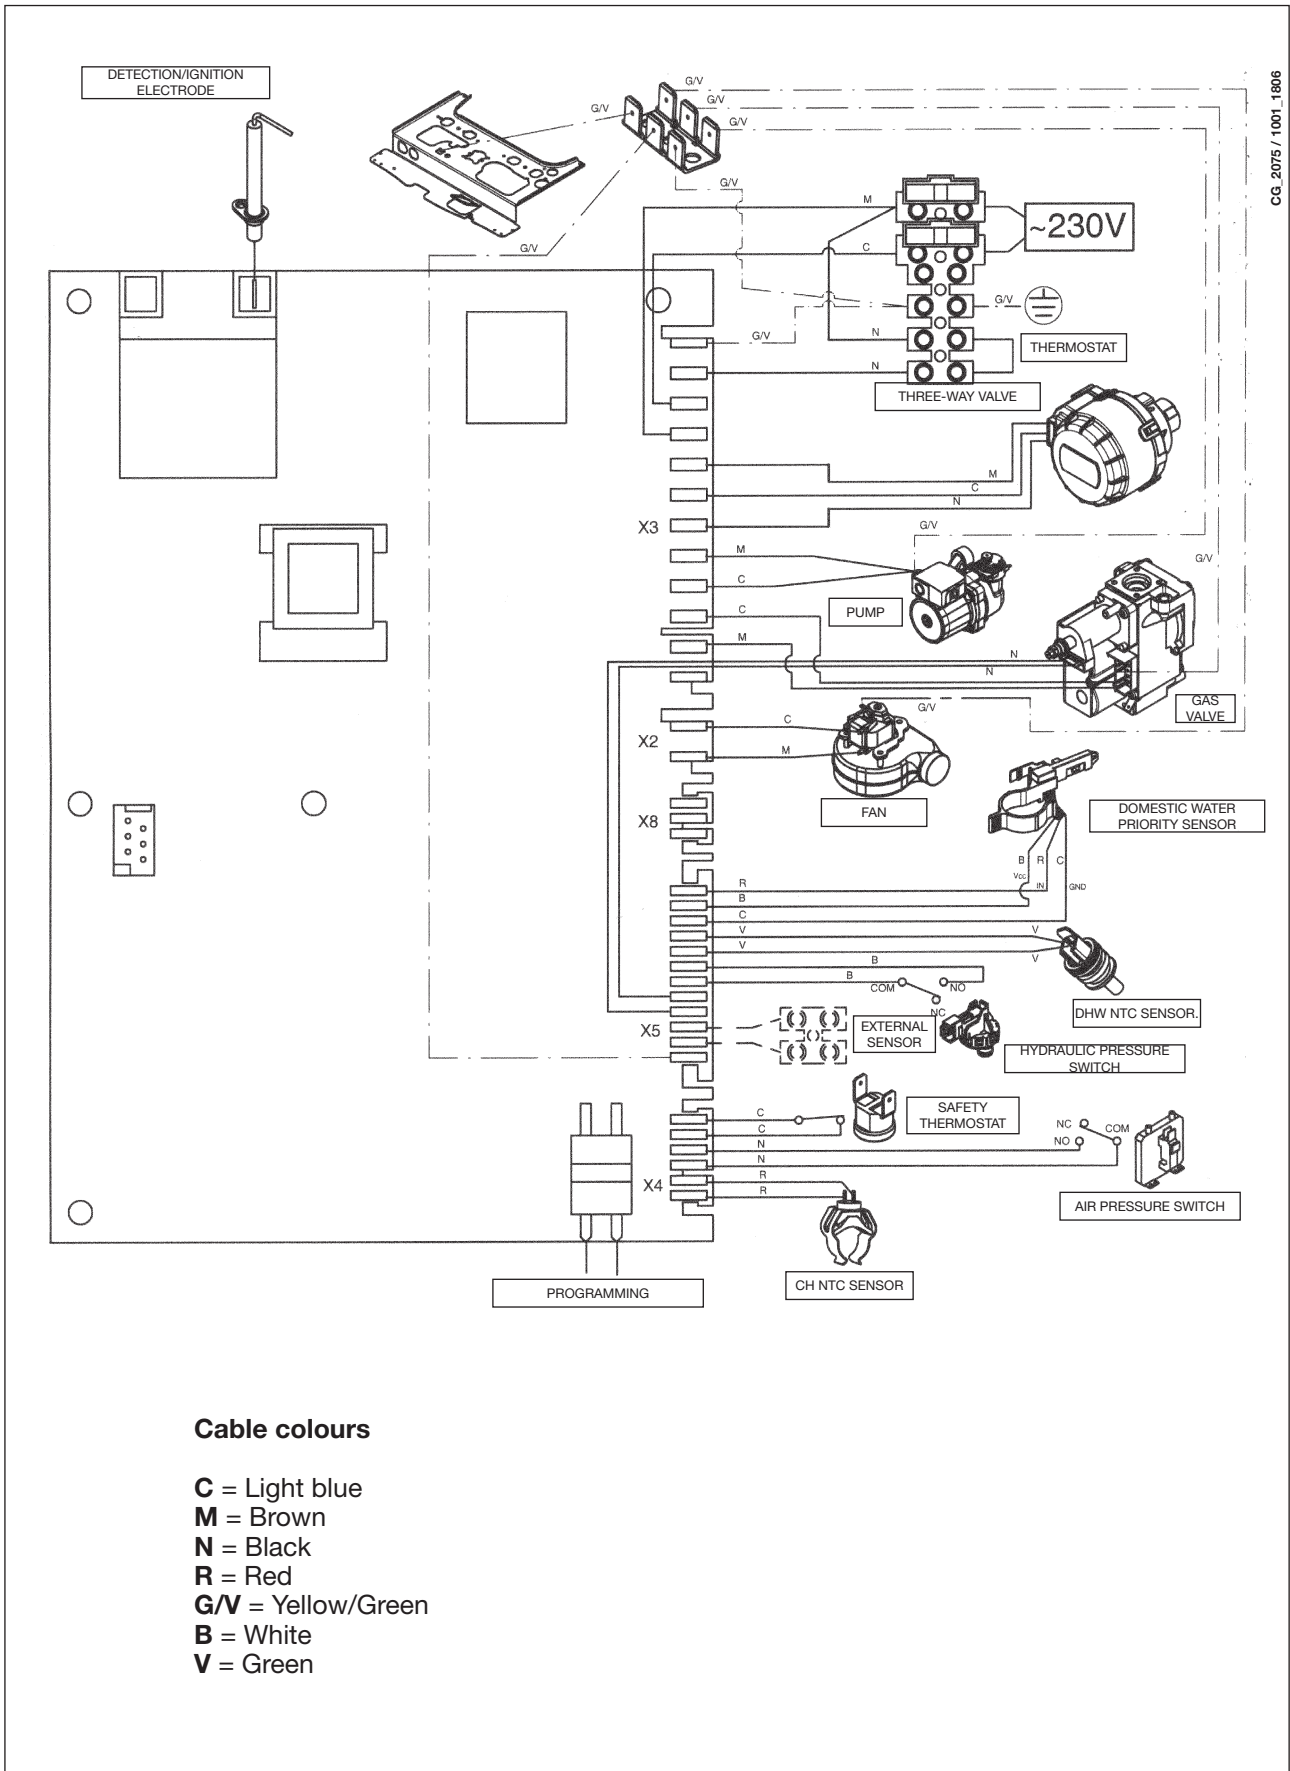 DETECTION/IGNITION
ELECTRODE
CG_2075 / 1001_1806
G/V
G/V
G/V
G/V
G/V
M
~230V
G/V
C
G/V
G/V
N
THERMOSTAT
N
THREE-WAY VALVE
M
C
N
X3
G/V
M
G/V
C
PUMP
C
M
N
N
GAS
VALVE
G/V
C
X2
M
FAN
DOMESTIC WATER
PRIORITY SENSOR
X8
B R C
Vcc
IN
GND
R
B
C
V
V
V
V
B
B
COM
NO
NC
X5
EXTERNAL
SENSOR
DHW NTC SENSOR.
HYDRAULIC PRESSURE
SWITCH
SAFETY
THERMOSTAT
C
C
N
N
NC
COM
NO
R
R
X4
AIR PRESSURE SWITCH
CH NTC SENSOR
PROGRAMMING
Cable colours
C = Light blue
M = Brown
N = Black
R = Red
G/V = Yellow/Green
B = White
V = Green